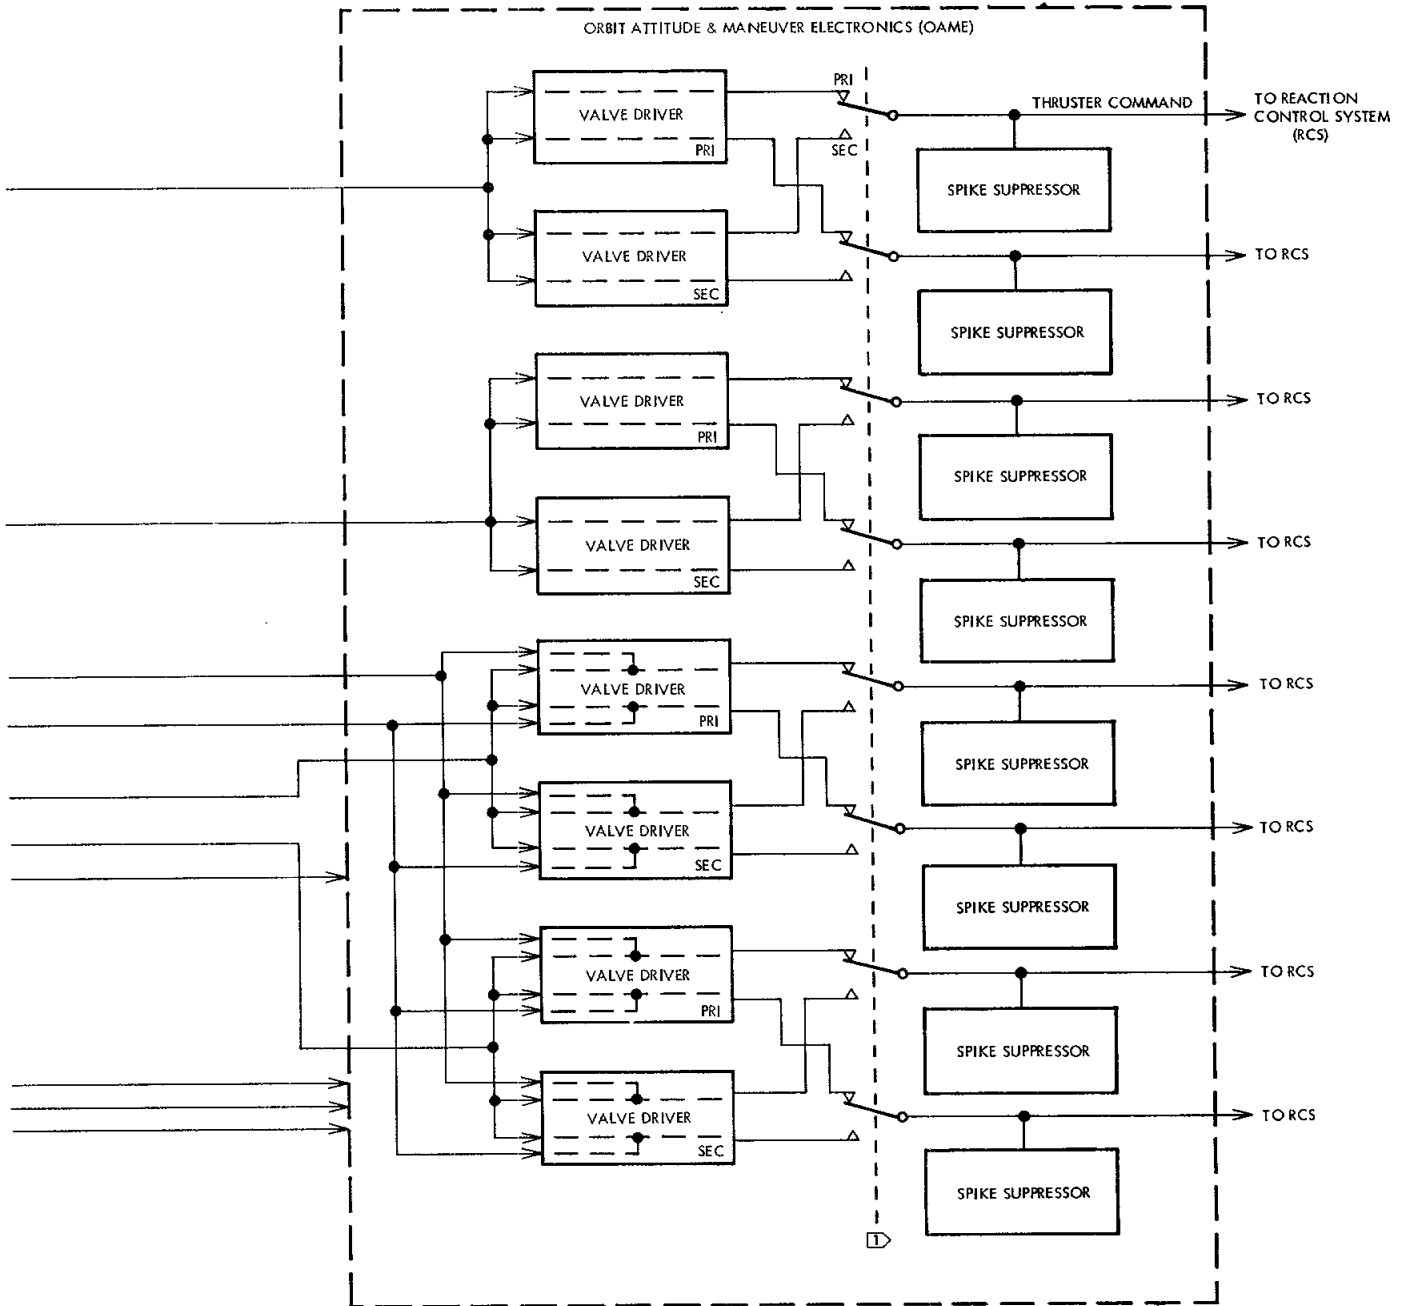 ORBIT ATTITUDE & MANEUVER ELECTRONICS (OAME)
PRI
VALVE DRIVER
PRI
SEC
THRUSTER COMMAND
TO REACTION
CONTROL SYSTEM
(RCS)
SPIKE SUPPRESSOR
VALVE DRIVER
SEC
TO RCS
SPIKE SUPPRESSOR
VALVE DRIVER
PRI
TO RCS
SPIKE SUPPRESSOR
VALVE DRIVER
SEC
TO RCS
SPIKE SUPPRESSOR
VALVE DRIVER
PRI
TO RCS
SPIKE SUPPRESSOR
VALVE DRIVER
SEC
TO RCS
SPIKE SUPPRESSOR
VALVE DRIVER
PRI
TO RCS
SPIKE SUPPRESSOR
VALVE DRIVER
SEC
TO RCS
SPIKE SUPPRESSOR
1